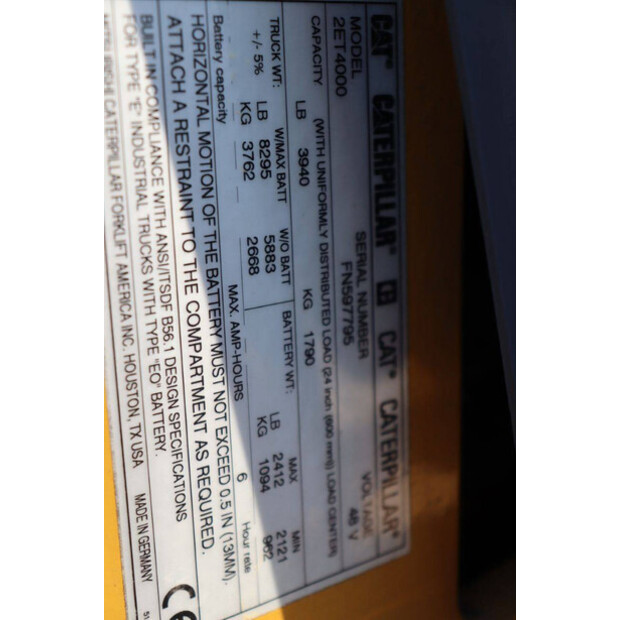 CAT® CATERPILLAR® CAT® CATERPILLAR®
MODEL SERIAL NUMBER VOLTAGE
2ET4000 FN597795 48 V
CAPACITY (WITH UNIFORMLY DISTRIBUTED LOAD [24 inch (600 mm)] LOAD CENTER)
LB 3940 KG 1790
TRUCK WT: W/MAX BATT W/O BATT BATTERY WT: MAX MIN
+/- 5% LB 8295 5883 LB 2412 2121
KG 3762 2668 KG 1094 962
Battery capacity MAX. AMP-HOURS 6 Hour rate
HORIZONTAL MOTION OF THE BATTERY MUST NOT EXCEED 0.5 IN (13MM).
ATTACH A RESTRAINT TO THE COMPARTMENT AS REQUIRED.
BUILT IN COMPLIANCE WITH ANSI/ITSDF B56.1 DESIGN SPECIFICATIONS
FOR TYPE "E" INDUSTRIAL TRUCKS WITH TYPE "EO" BATTERY.
MITSUBISHI CATERPILLAR FORKLIFT AMERICA INC. HOUSTON, TX USA MADE IN GERMANY
CE